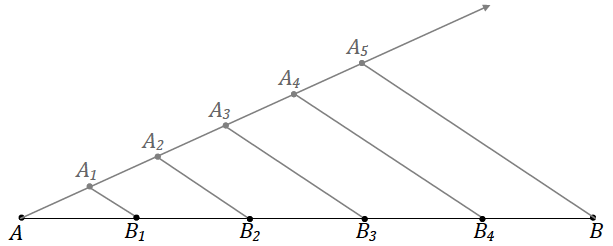 A₅
A₄
A₃
A₂
A₁
A B₁ B₂ B₃ B₄ B